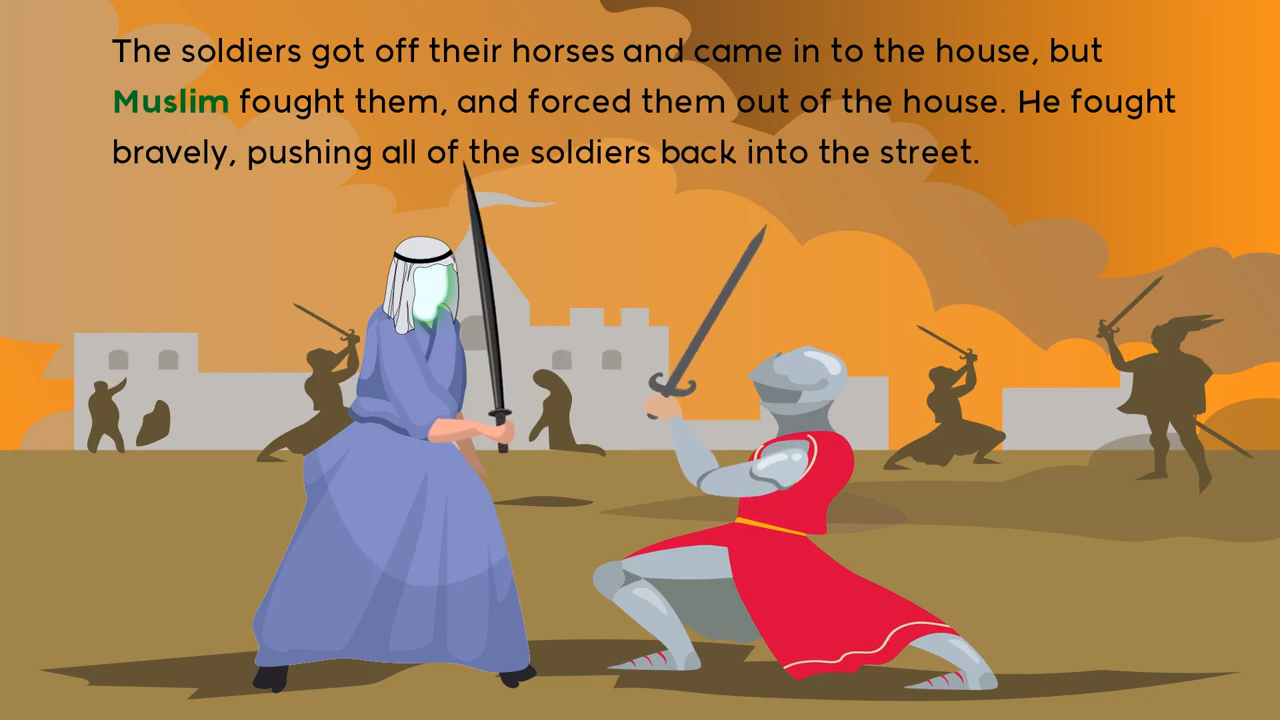 The soldiers got off their horses and came in to the house, but
Muslim fought them, and forced them out of the house. He fought
bravely, pushing all of the soldiers back into the street.